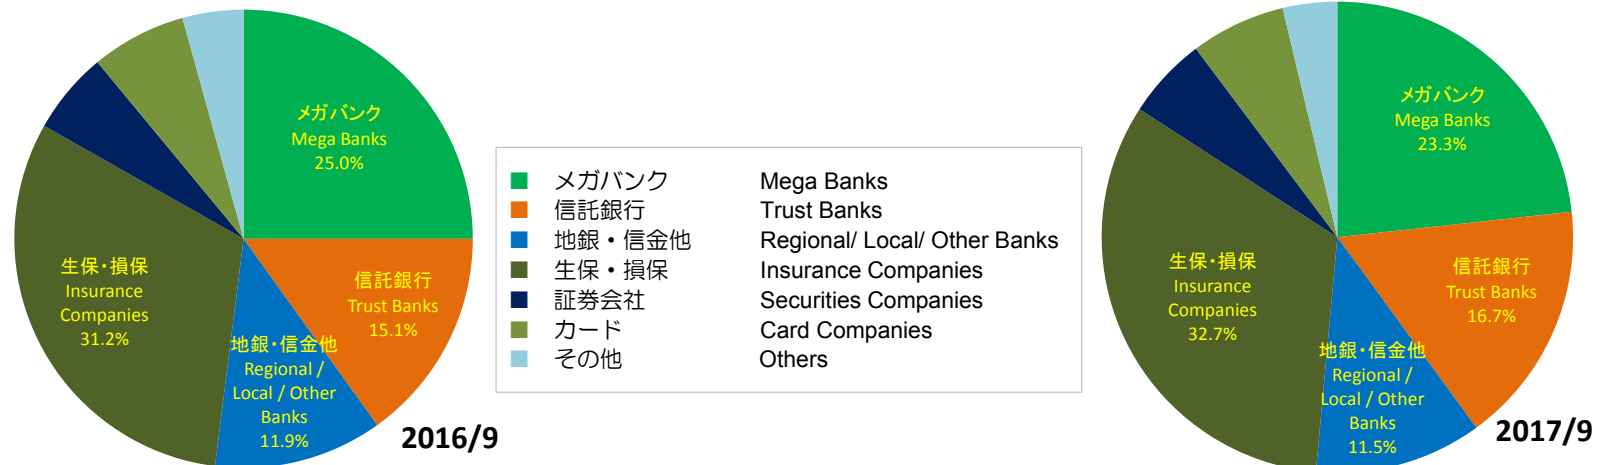 メガバンク
Mega Banks
25.0%
信託銀行
Trust Banks
15.1%
地銀・信金他
Regional /
Local / Other
Banks
11.9%
生保・損保
Insurance
Companies
31.2%
2016/9
メガバンク Mega Banks
信託銀行 Trust Banks
地銀・信金他 Regional/ Local/ Other Banks
生保・損保 Insurance Companies
証券会社 Securities Companies
カード Card Companies
その他 Others
メガバンク
Mega Banks
23.3%
信託銀行
Trust Banks
16.7%
地銀・信金他
Regional /
Local / Other
Banks
11.5%
生保・損保
Insurance
Companies
32.7%
2017/9